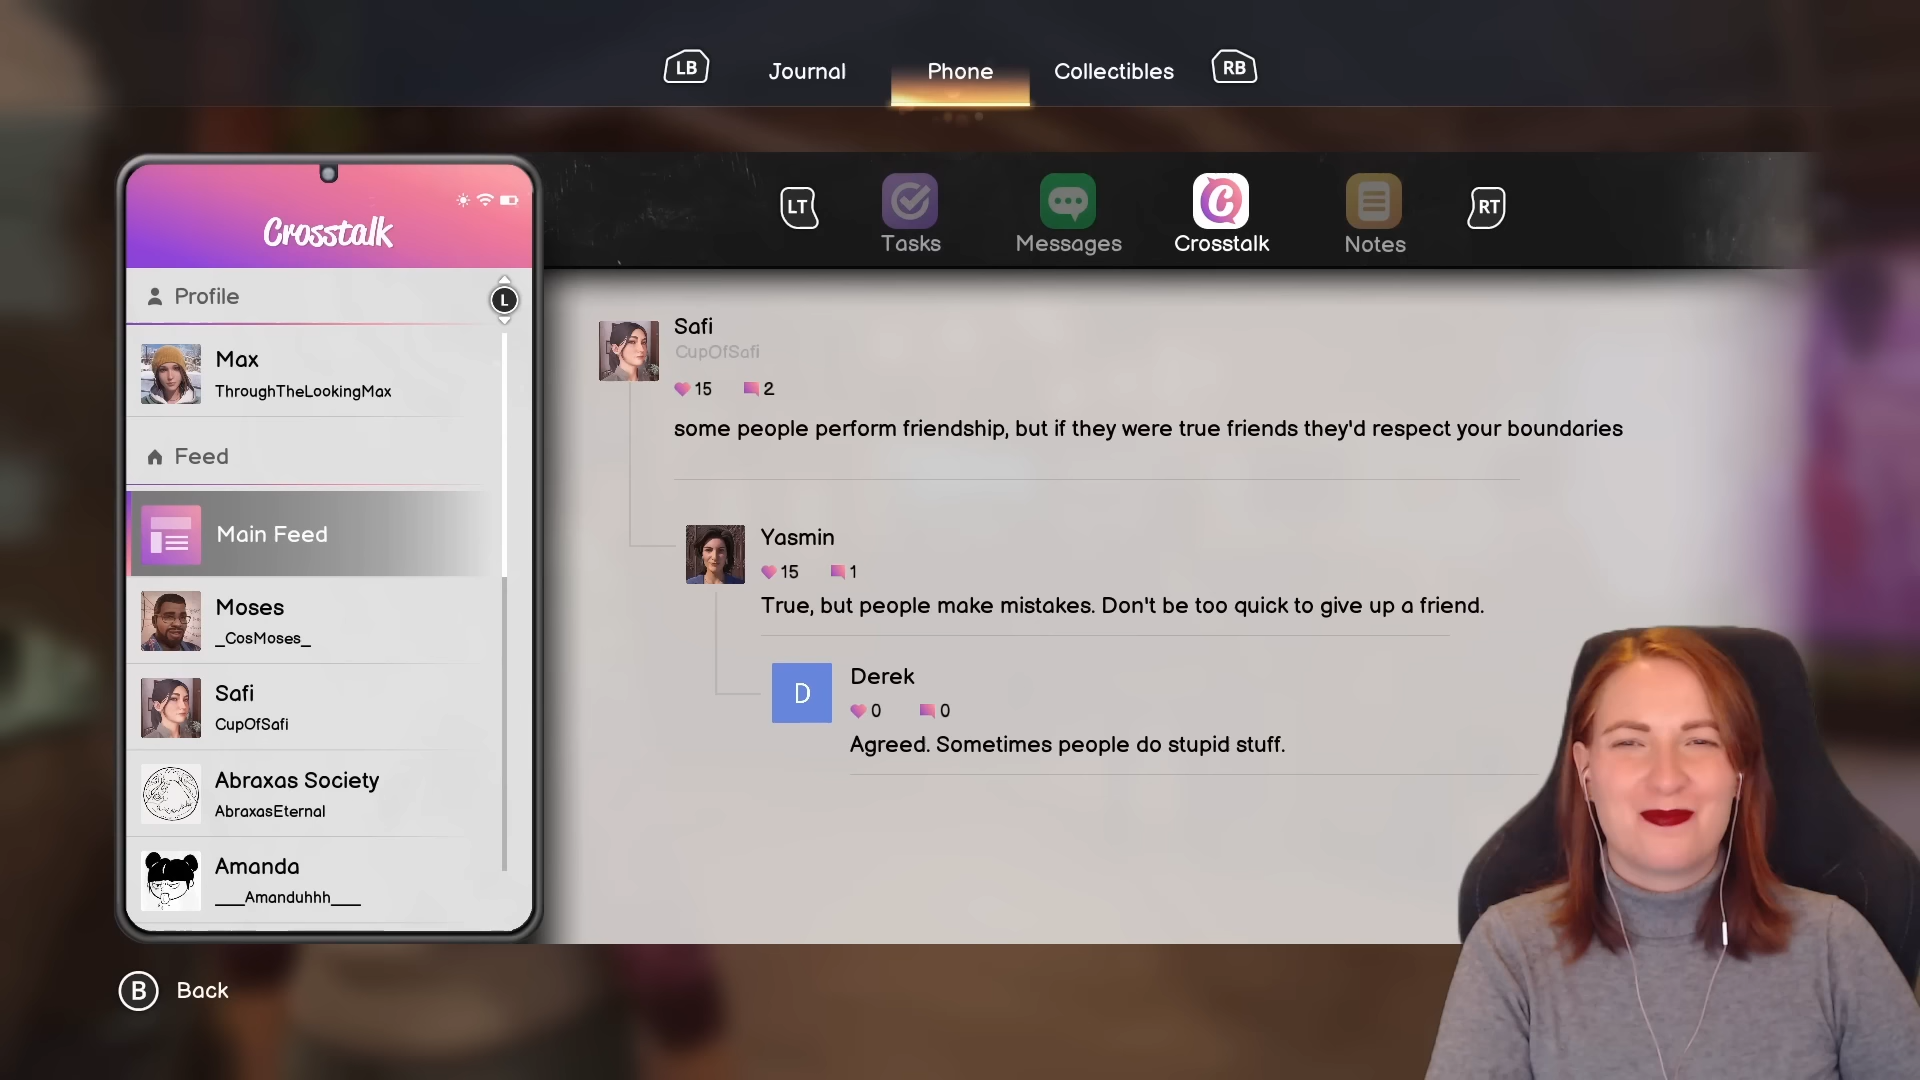 LB
Journal
Phone
Collectibles
RB
Crosstalk
Profile
L
Max
ThroughTheLookingMax
Feed
Main Feed
Moses
_CosMoses_
Safi
CupOfSafi
Abraxas Society
AbraxasEternal
Amanda
___Amanduhhh___
LT
Tasks
Messages
Crosstalk
Notes
RT
Safi
CupOfSafi
15 2
some people perform friendship, but if they were true friends they'd respect your boundaries
Yasmin
15 1
True, but people make mistakes. Don't be too quick to give up a friend.
D
Derek
0 0
Agreed. Sometimes people do stupid stuff.
B Back